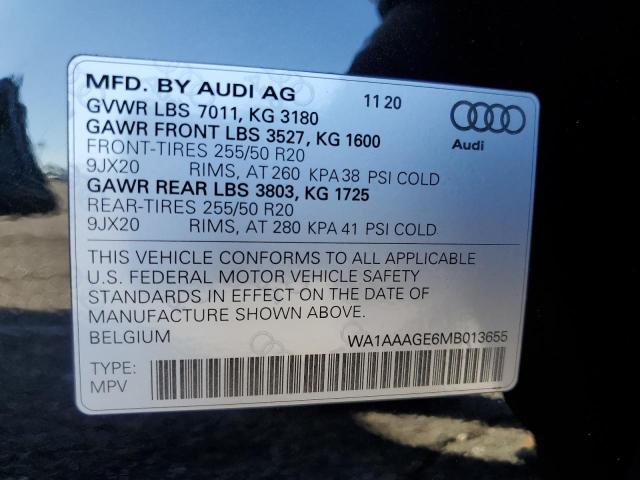 MFD. BY AUDI AG 11 20
GVWR LBS 7011, KG 3180
GAWR FRONT LBS 3527, KG 1600
FRONT-TIRES 255/50 R20
9JX20 RIMS, AT 260 KPA 38 PSI COLD
GAWR REAR LBS 3803, KG 1725
REAR-TIRES 255/50 R20
9JX20 RIMS, AT 280 KPA 41 PSI COLD
Audi
THIS VEHICLE CONFORMS TO ALL APPLICABLE
U.S. FEDERAL MOTOR VEHICLE SAFETY
STANDARDS IN EFFECT ON THE DATE OF
MANUFACTURE SHOWN ABOVE.
BELGIUM WA1AAAGE6MB013655
TYPE:
MPV